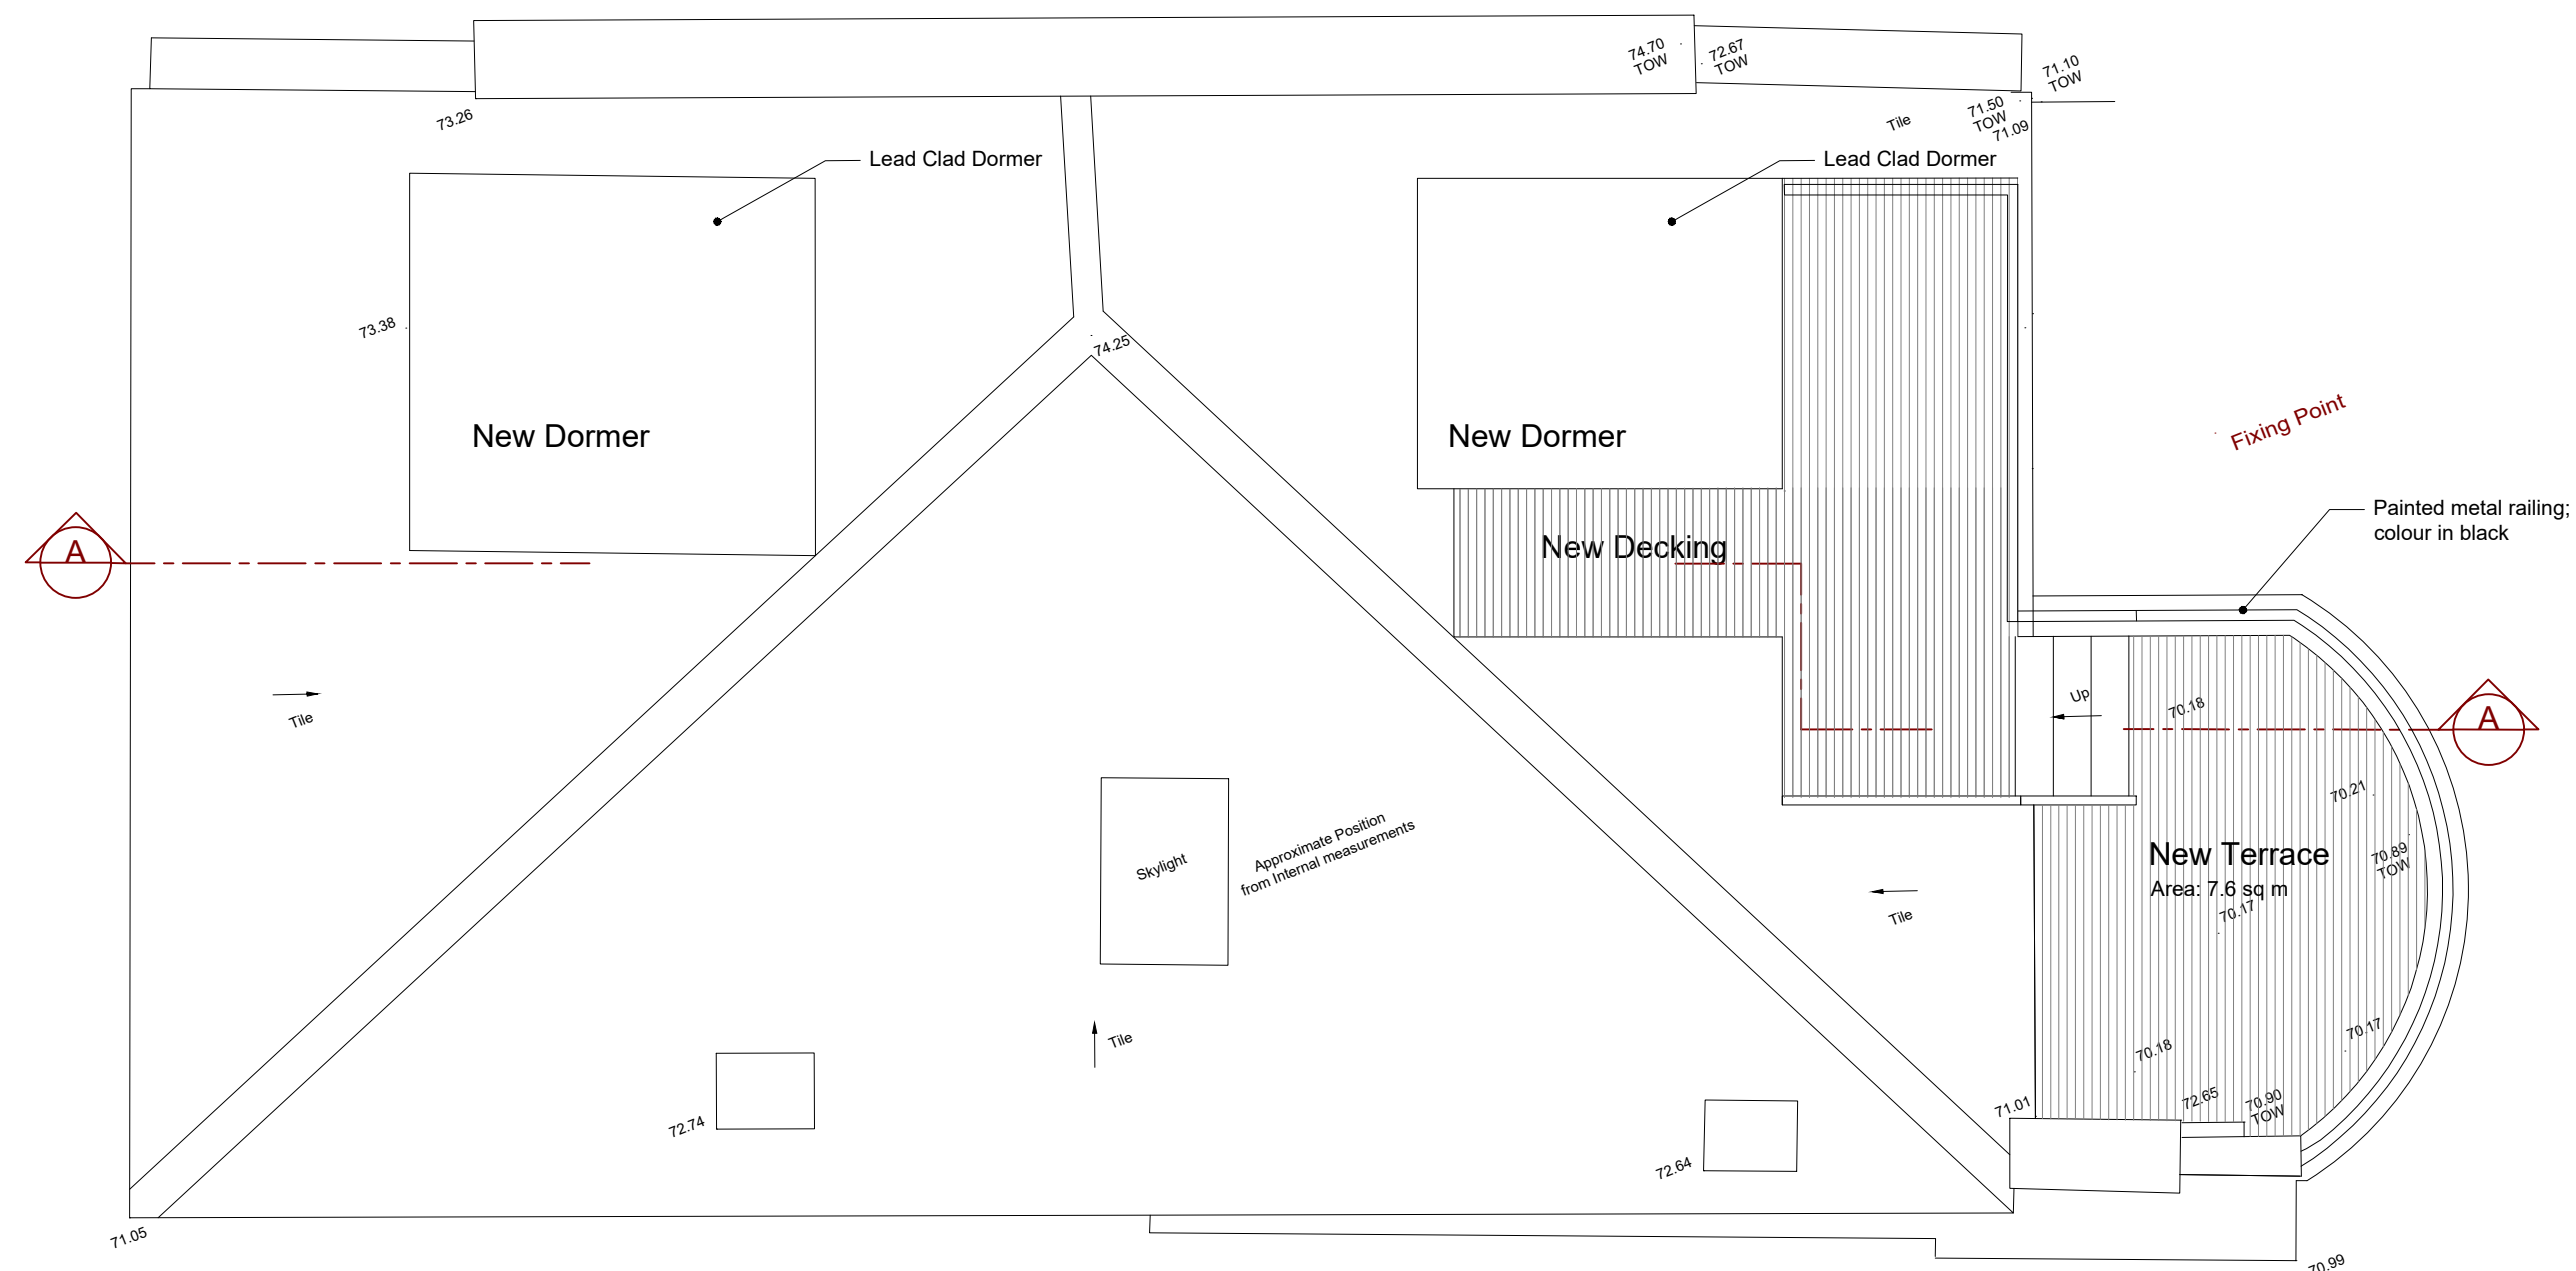 74.70
TOW
72.67
TOW
71.10
TOW
71.50
TOW
71.09
Tile
73.26
Lead Clad Dormer
Lead Clad Dormer
73.38
74.25
New Dormer
New Dormer
Fixing Point
Painted metal railing;
colour in black
New Decking
A
Tile
Up
70.18
A
70.21
Skylight
Approximate Position
from Internal measurements
New Terrace
Area: 7.6 sq m
70.89
TOW
70.17
Tile
Tile
70.17
70.18
72.65
70.90
TOW
71.01
72.74
72.64
71.05
70.99